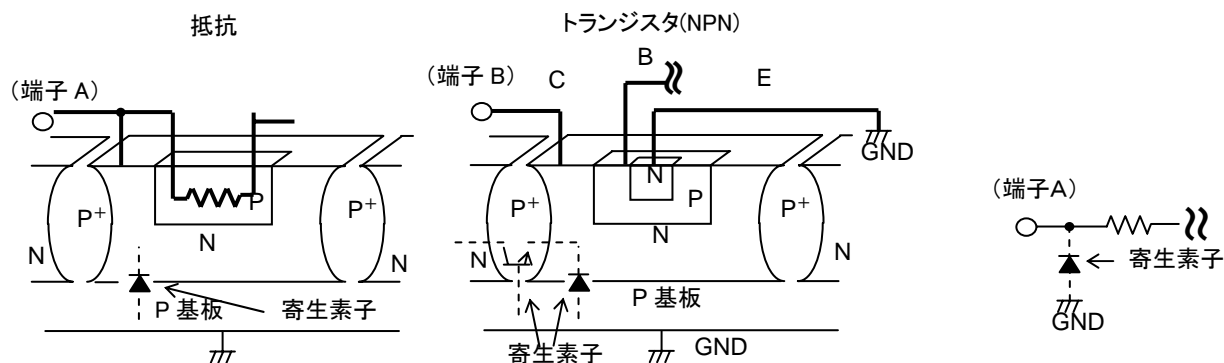 抵抗
(端子 A)
P⁺
P
P⁺
N
N
N
P 基板
寄生素子
トランジスタ(NPN)
(端子 B)
C
B
E
GND
N
P⁺
P
P⁺
N
N
N
P 基板
寄生素子
GND
(端子A)
寄生素子
GND